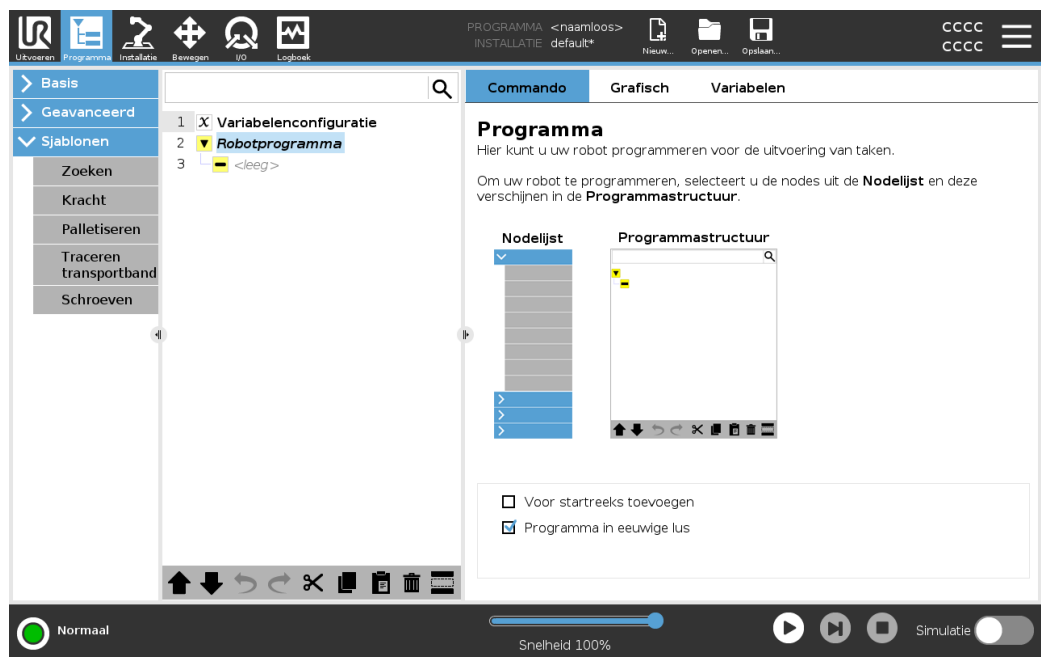 PROGRAMMA <naamloos>
INSTALLATIE default*
Uitvoeren Programma Installatie Bewegen I/O Logboek
Nieuw... Openen... Opslaan...
CCCC
CCCC
Basis
Geavanceerd
Sjablonen
Zoeken
Kracht
Palletiseren
Traceren
transportband
Schroeven
1 X Variabelenconfiguratie
2 Robotprogramma
3 <leeg>
Commando Grafisch Variabelen
Programma
Hier kunt u uw robot programmeren voor de uitvoering van taken.
Om uw robot te programmeren, selecteert u de nodes uit de Nodelijst en deze
verschijnen in de Programmastructuur.
Nodelijst Programmastructuur
Voor startreeks toevoegen
Programma in eeuwige lus
Normaal
Snelheid 100%
Simulatie